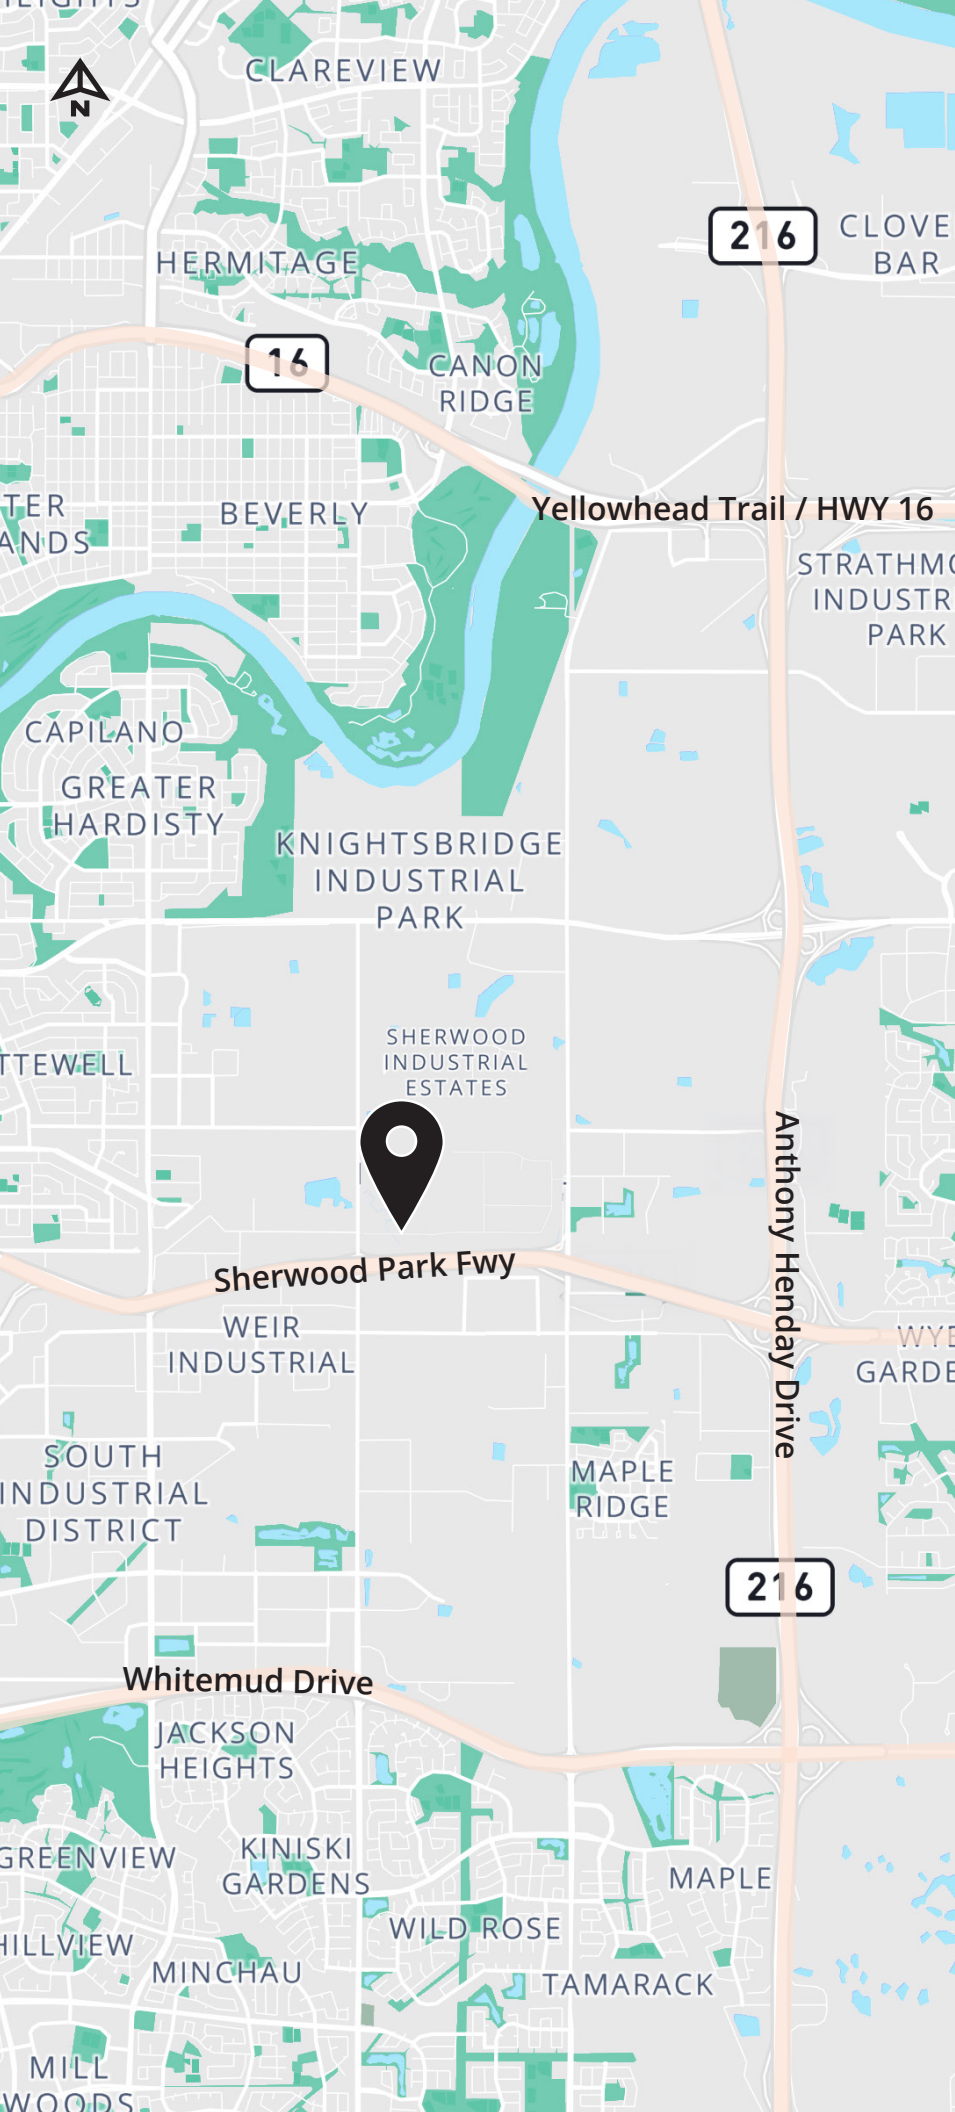 CLAREVIEW
N
216
CLOVE
BAR
HERMITAGE
16
CANON
RIDGE
Yellowhead Trail / HWY 16
TER
ANDS
BEVERLY
STRATHMO
INDUSTR
PARK
CAPILANO
GREATER
HARDISTY
KNIGHTSBRIDGE
INDUSTRIAL
PARK
SHERWOOD
INDUSTRIAL
ESTATES
TTEWELL
Anthony Henday Drive
Sherwood Park Fwy
WEIR
INDUSTRIAL
WYE
GARDE
SOUTH
INDUSTRIAL
DISTRICT
MAPLE
RIDGE
216
Whitemud Drive
JACKSON
HEIGHTS
GREENVIEW
KINISKI
GARDENS
MAPLE
WILD ROSE
HILLVIEW
MINCHAU
TAMARACK
MILL
WOODS